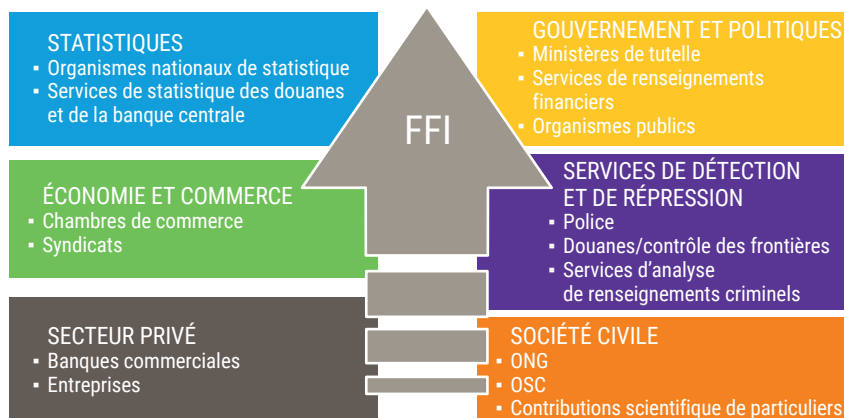 STATISTIQUES
▪ Organismes nationaux de statistique
▪ Services de statistique des douanes
et de la banque centrale
GOUVERNEMENT ET POLITIQUES
▪ Ministères de tutelle
▪ Services de renseignements
financiers
▪ Organismes publics
FFI
ÉCONOMIE ET COMMERCE
▪ Chambres de commerce
▪ Syndicats
SERVICES DE DÉTECTION
ET DE RÉPRESSION
▪ Police
▪ Douanes/contrôle des frontières
▪ Services d’analyse
de renseignements criminels
SECTEUR PRIVÉ
▪ Banques commerciales
▪ Entreprises
SOCIÉTÉ CIVILE
▪ ONG
▪ OSC
▪ Contributions scientifique de particuliers